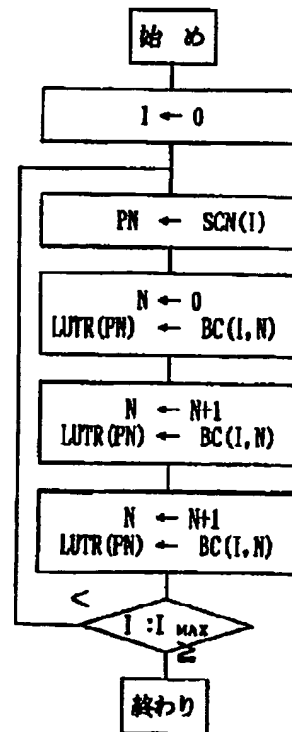 始め
I ← 0
PN ← SCN(I)
N ← 0
LUTR(PN) ← BC(I,N)
N ← N+1
LUTR(PN) ← BC(I,N)
N ← N+1
LUTR(PN) ← BC(I,N)
<
I :I MAX
≧
終わり